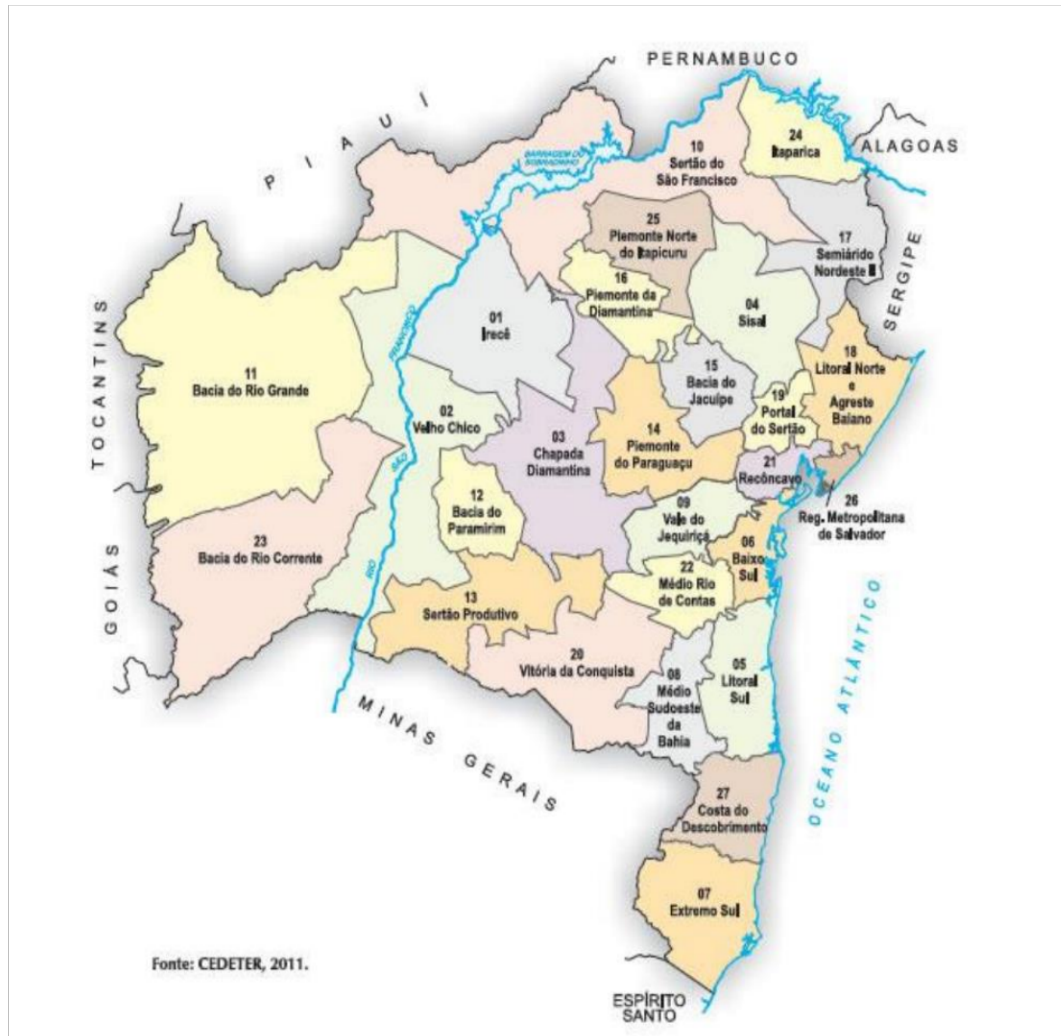 PERNAMBUCO
PIAUÍ
ALAGOAS
SERGIPE
TOCANTINS
GOIÁS
MINAS GERAIS
ESPÍRITO
SANTO
OCEANO ATLÂNTICO
BARRAGEM DO
SOBRADINHO
RIO
SÃO
FRANCISCO
10
Sertão do
São Francisco
24
Itaparica
25
Piemonte Norte
do Itapicuru
17
Semiárido
Nordeste II
16
Piemonte da
Diamantina
04
Sisal
01
Irecê
15
Bacia do
Jacuípe
18
Litoral Norte
e
Agreste
Baiano
11
Bacia do Rio Grande
02
Velho Chico
19
Portal
do Sertão
03
Chapada
Diamantina
14
Piemonte
do Paraguaçu
21
Recôncavo
26
Reg. Metropolitana
de Salvador
12
Bacia do
Paramirim
09
Vale do
Jequiriçá
06
Baixo
Sul
23
Bacia do Rio Corrente
22
Médio Rio
de Contas
13
Sertão Produtivo
20
Vitória da Conquista
08
Médio
Sudoeste
da
Bahia
05
Litoral
Sul
27
Costa do
Descobrimento
07
Extremo Sul
Fonte: CEDETER, 2011.